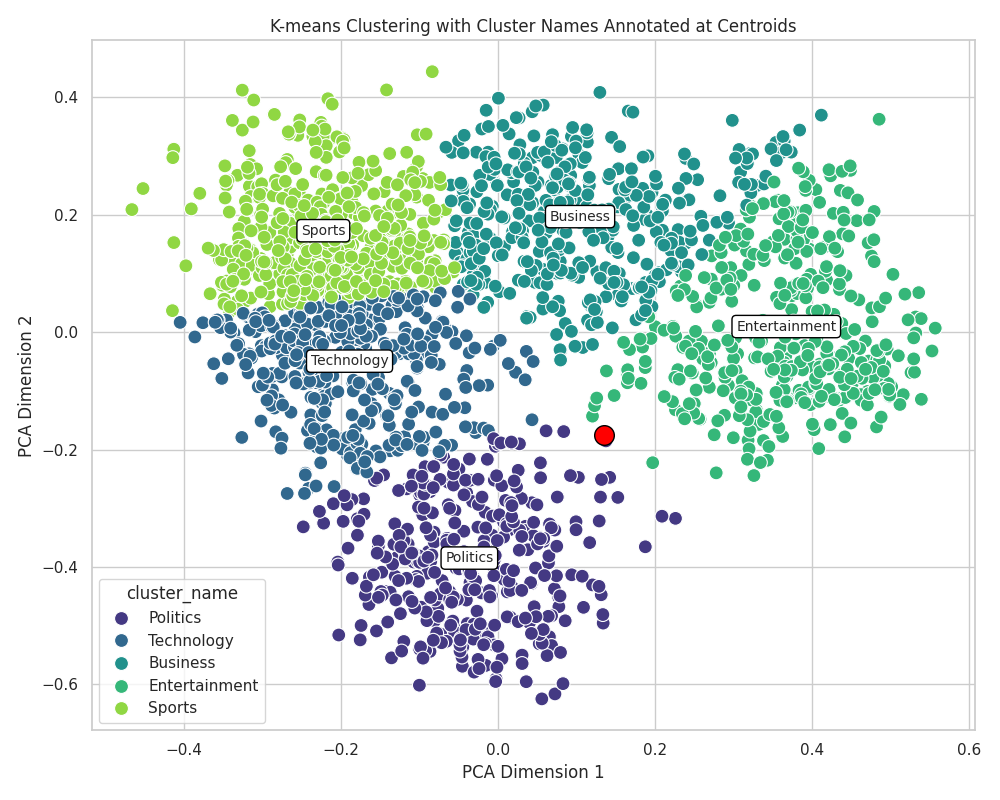 K-means Clustering with Cluster Names Annotated at Centroids
PCA Dimension 2
0.4
0.2
0.0
−0.2
−0.4
−0.6
Sports
Business
Entertainment
Technology
Politics
cluster_name
Politics
Technology
Business
Entertainment
Sports
−0.4
−0.2
0.0
0.2
0.4
0.6
PCA Dimension 1